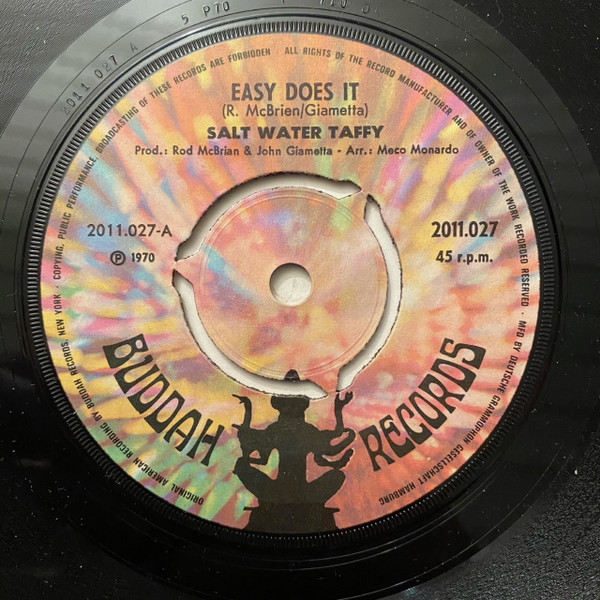 2011 027 A
5 P70
COPYING, PUBLIC PERFORMANCE, BROADCASTING OF THESE RECORDS ARE FORBIDDEN · ALL RIGHTS OF THE RECORD MANUFACTURER AND OF OWNER OF THE WORK RECORDED RESERVED · MFD BY DEUTSCHE GRAMMOPHON GESELLSCHAFT HAMBURG
EASY DOES IT
(R. McBrien/Giametta)
SALT WATER TAFFY
Prod.: Rod McBrian & John Giametta - Arr.: Meco Monardo
2011.027-A
2011.027
℗ 1970
45 r.p.m.
BUDDAH RECORDS
ORIGINAL AMERICAN RECORDING BY BUDDAH RECORDS, NEW YORK ·